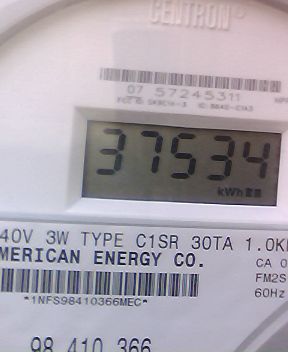 CENTRON®
07 57245311
37534
kWh
40V 3W TYPE C1SR 30TA 1.0K
MERICAN ENERGY CO.
CA 0
FM2S
60Hz
*1NFS98410366MEC*
98 410 366